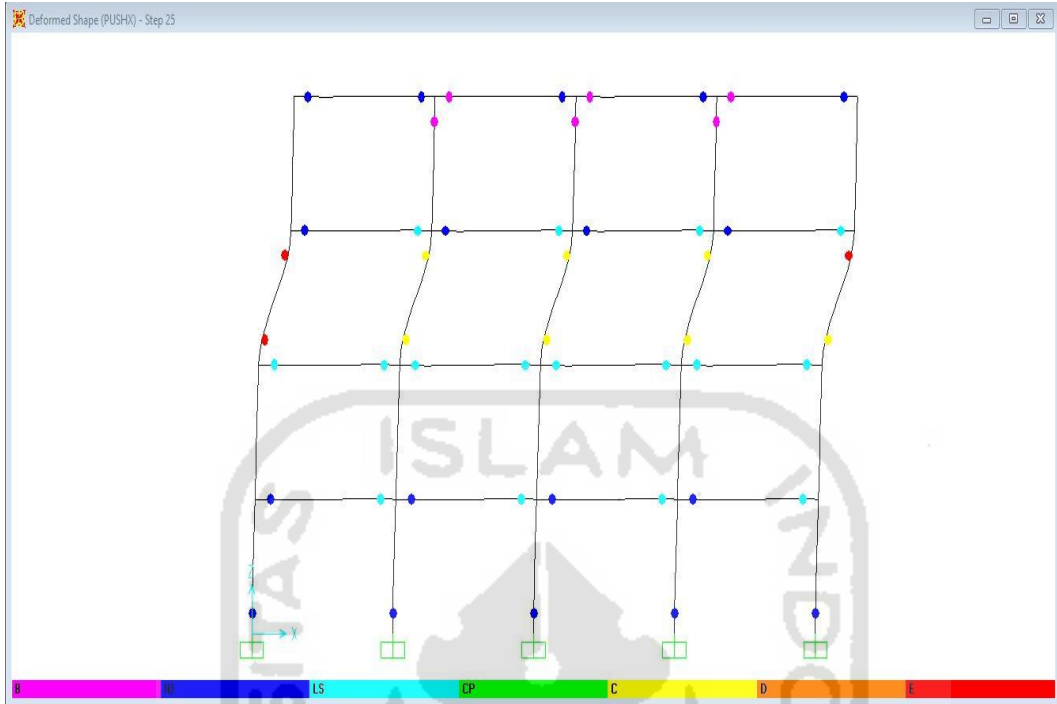 Deformed Shape (PUSHX) - Step 25
ISLAM
Z
X
B IO LS CP C D E